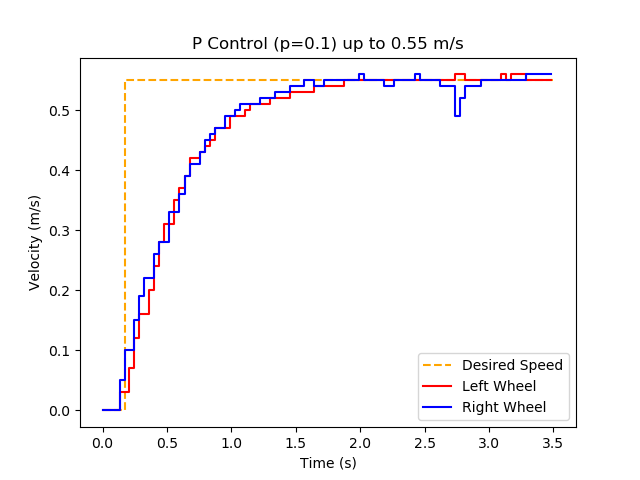 P Control (p=0.1) up to 0.55 m/s
Velocity (m/s)
0.5
0.4
0.3
0.2
0.1
0.0
Desired Speed
Left Wheel
Right Wheel
0.0 0.5 1.0 1.5 2.0 2.5 3.0 3.5
Time (s)